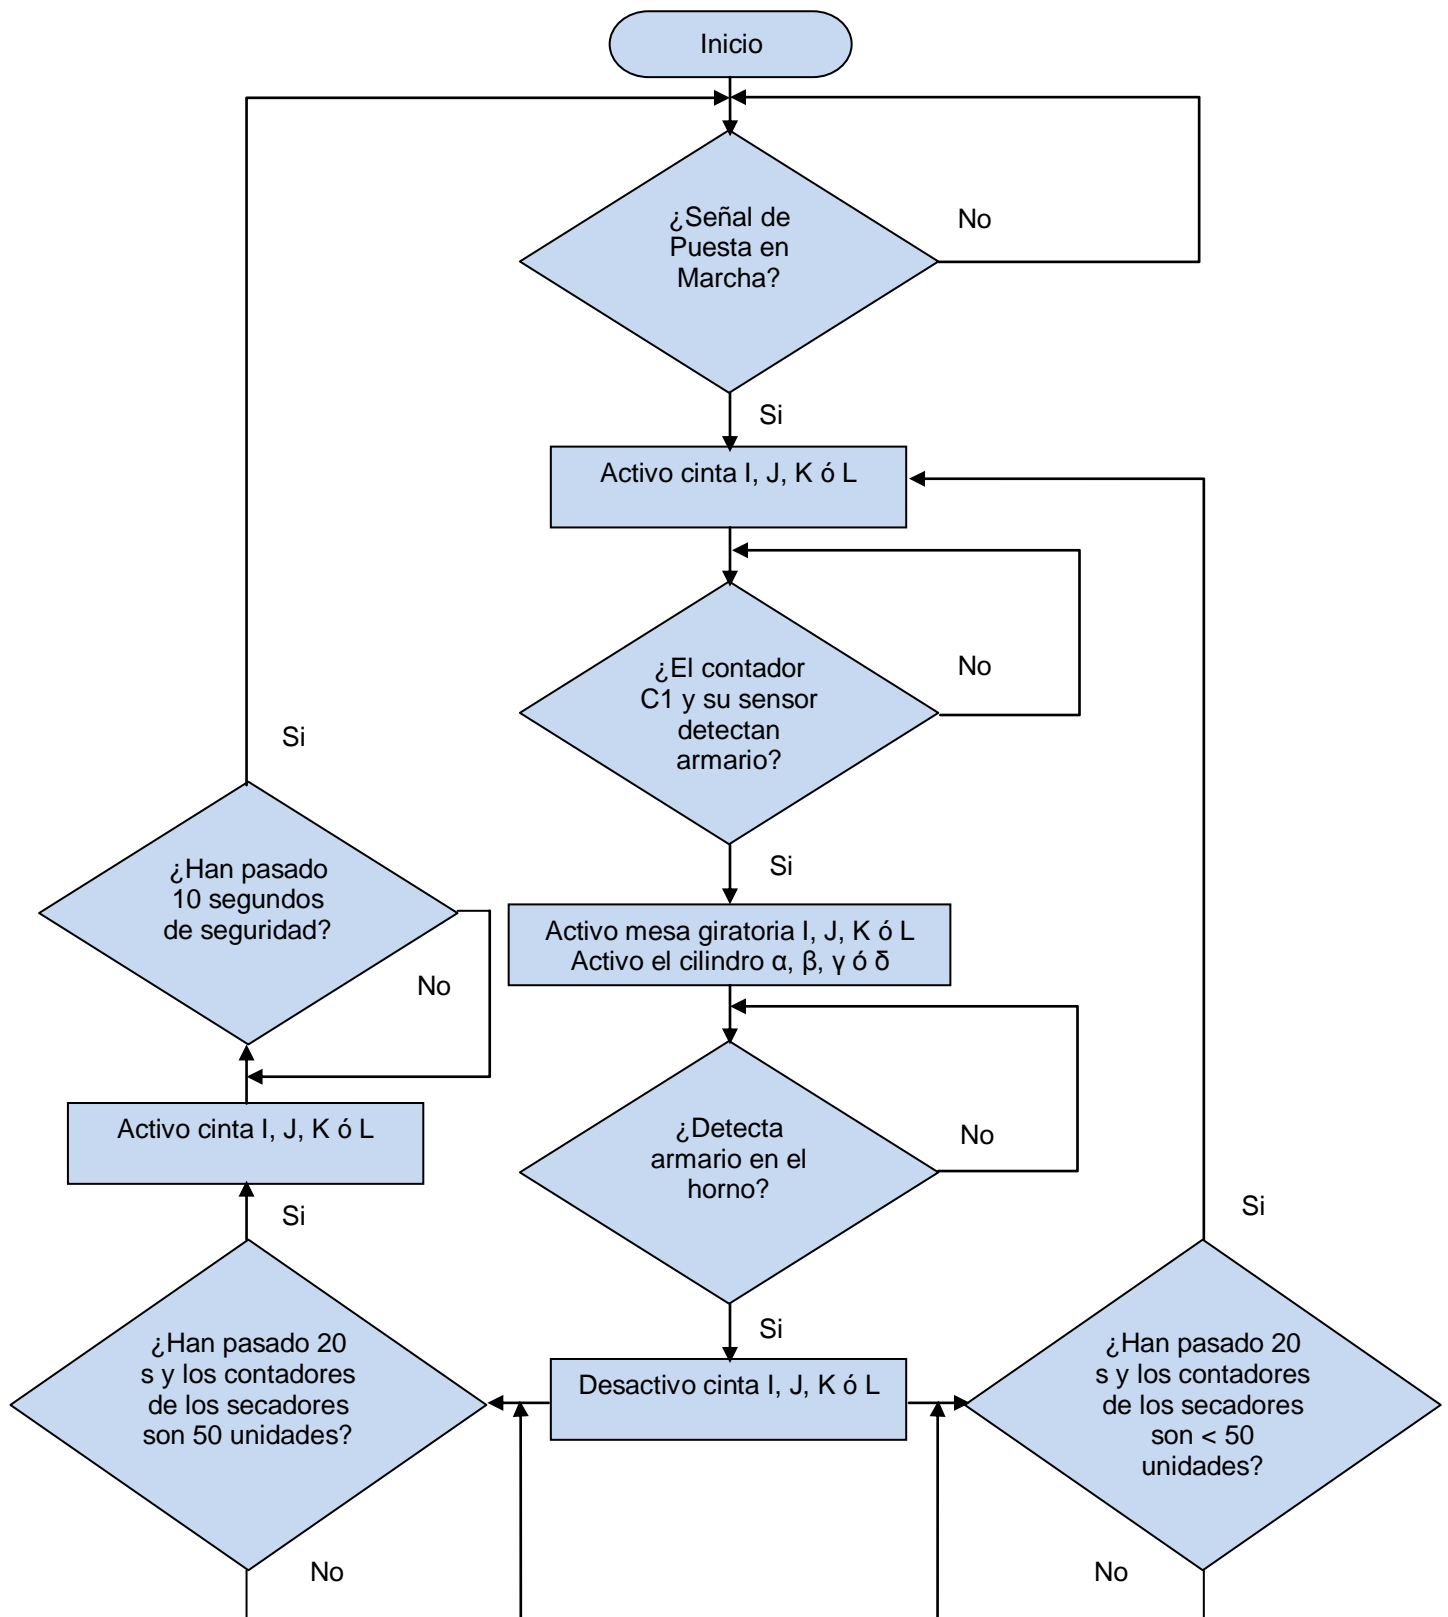 Inicio
¿Señal de
Puesta en
Marcha?
No
Si
Activo cinta I, J, K ó L
¿El contador
C1 y su sensor
detectan
armario?
No
Si
Si
¿Han pasado
10 segundos
de seguridad?
No
Activo mesa giratoria I, J, K ó L
Activo el cilindro α, β, γ ó δ
Activo cinta I, J, K ó L
¿Detecta
armario en el
horno?
No
Si
Si
Si
¿Han pasado 20
s y los contadores
de los secadores
son 50 unidades?
Desactivo cinta I, J, K ó L
¿Han pasado 20
s y los contadores
de los secadores
son < 50
unidades?
No
No